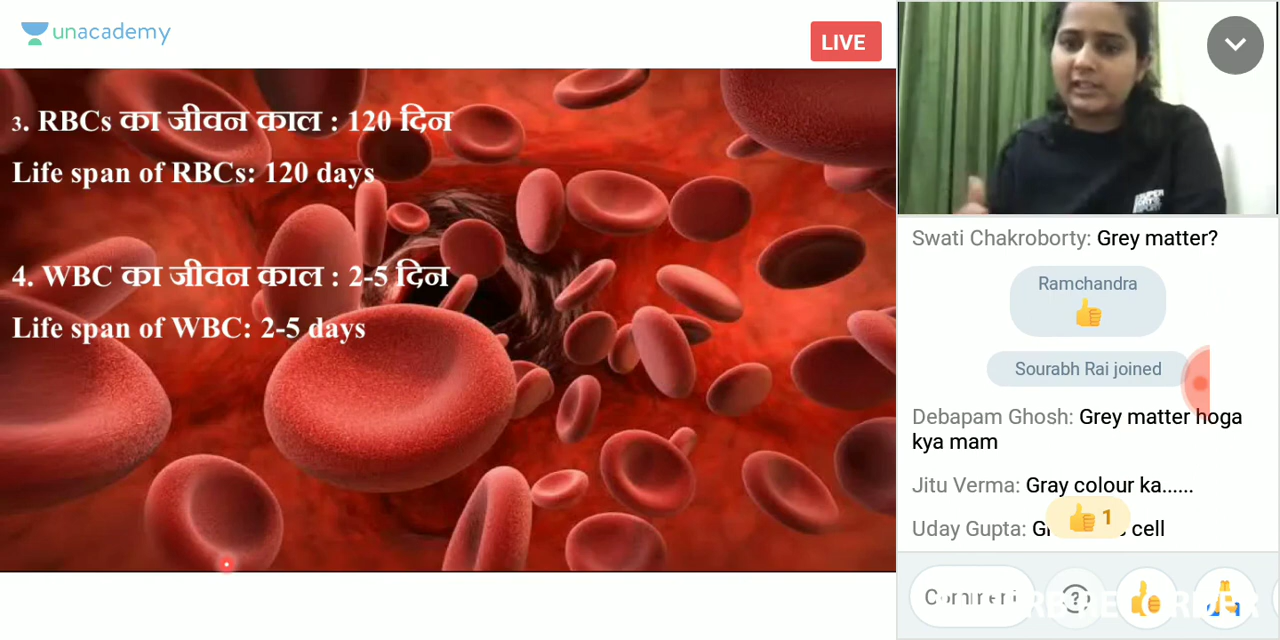 unacademy
LIVE
3. RBCs का जीवन काल : 120 दिन
Life span of RBCs: 120 days
4. WBC का जीवन काल : 2-5 दिन
Life span of WBC: 2-5 days
Swati Chakroborty: Grey matter?
Ramchandra
Sourabh Rai joined
Debapam Ghosh: Grey matter hoga
kya mam
Jitu Verma: Gray colour ka......
1
Uday Gupta: cell